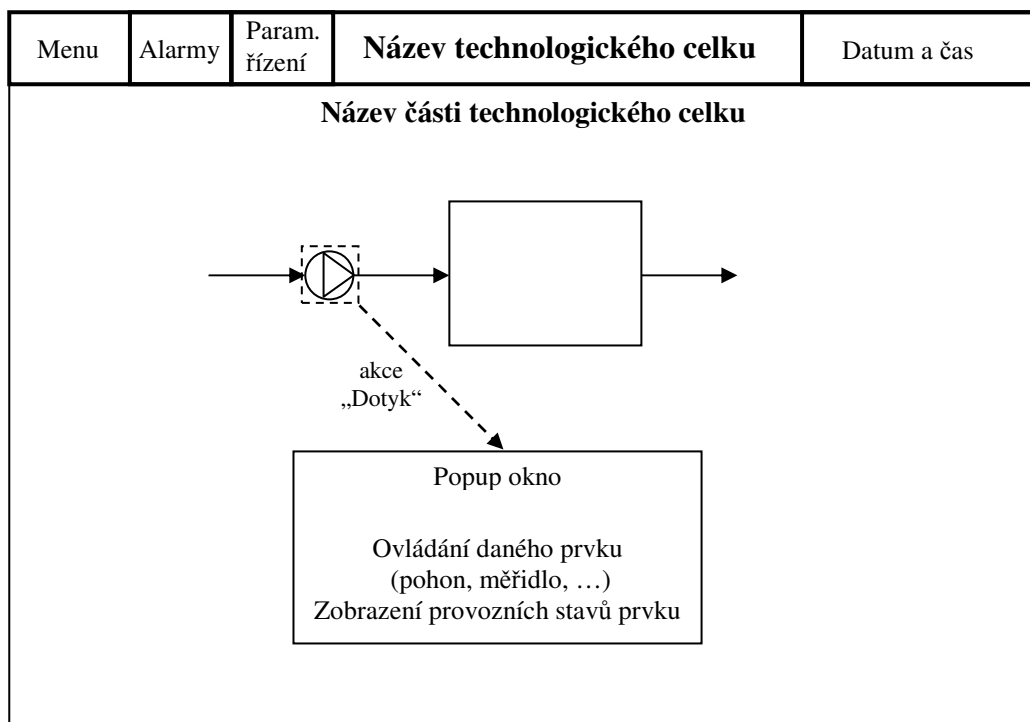 Menu
Alarmy
Param.
řízení
Název technologického celku
Datum a čas
Název části technologického celku
akce
„Dotyk“
Popup okno
Ovládání daného prvku
(pohon, měřidlo, …)
Zobrazení provozních stavů prvku